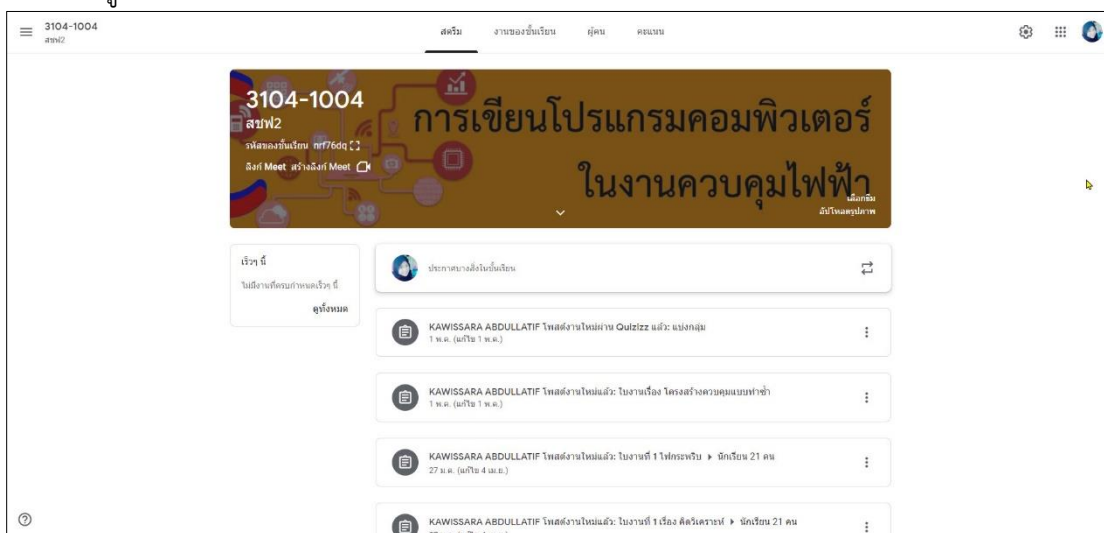 3104-1004
สชฟ2
สตรีม
งานของชั้นเรียน
ผู้คน
คะแนน
3104-1004
สชฟ2
รหัสของชั้นเรียน nrf76dq
ลิงก์ Meet สร้างลิงก์ Meet
การเขียนโปรแกรมคอมพิวเตอร์
ในงานควบคุมไฟฟ้า
เลือกธีม
อัปโหลดรูปภาพ
เร็วๆ นี้
ไม่มีงานที่ครบกำหนดเร็วๆ นี้
ดูทั้งหมด
ประกาศบางสิ่งในชั้นเรียน
KAWISSARA ABDULLATIF โพสต์งานใหม่ผ่าน Quizizz แล้ว: แบ่งกลุ่ม
1 พ.ค. (แก้ไข 1 พ.ค.)
KAWISSARA ABDULLATIF โพสต์งานใหม่แล้ว: ใบงานเรื่อง โครงสร้างควบคุมแบบทำซ้ำ
1 พ.ค. (แก้ไข 1 พ.ค.)
KAWISSARA ABDULLATIF โพสต์งานใหม่แล้ว: ใบงานที่ 1 ไฟกระพริบ ▸ นักเรียน 21 คน
27 ม.ค. (แก้ไข 4 เม.ย.)
KAWISSARA ABDULLATIF โพสต์งานใหม่แล้ว: ใบงานที่ 1 เรื่อง คิดวิเคราะห์ ▸ นักเรียน 21 คน